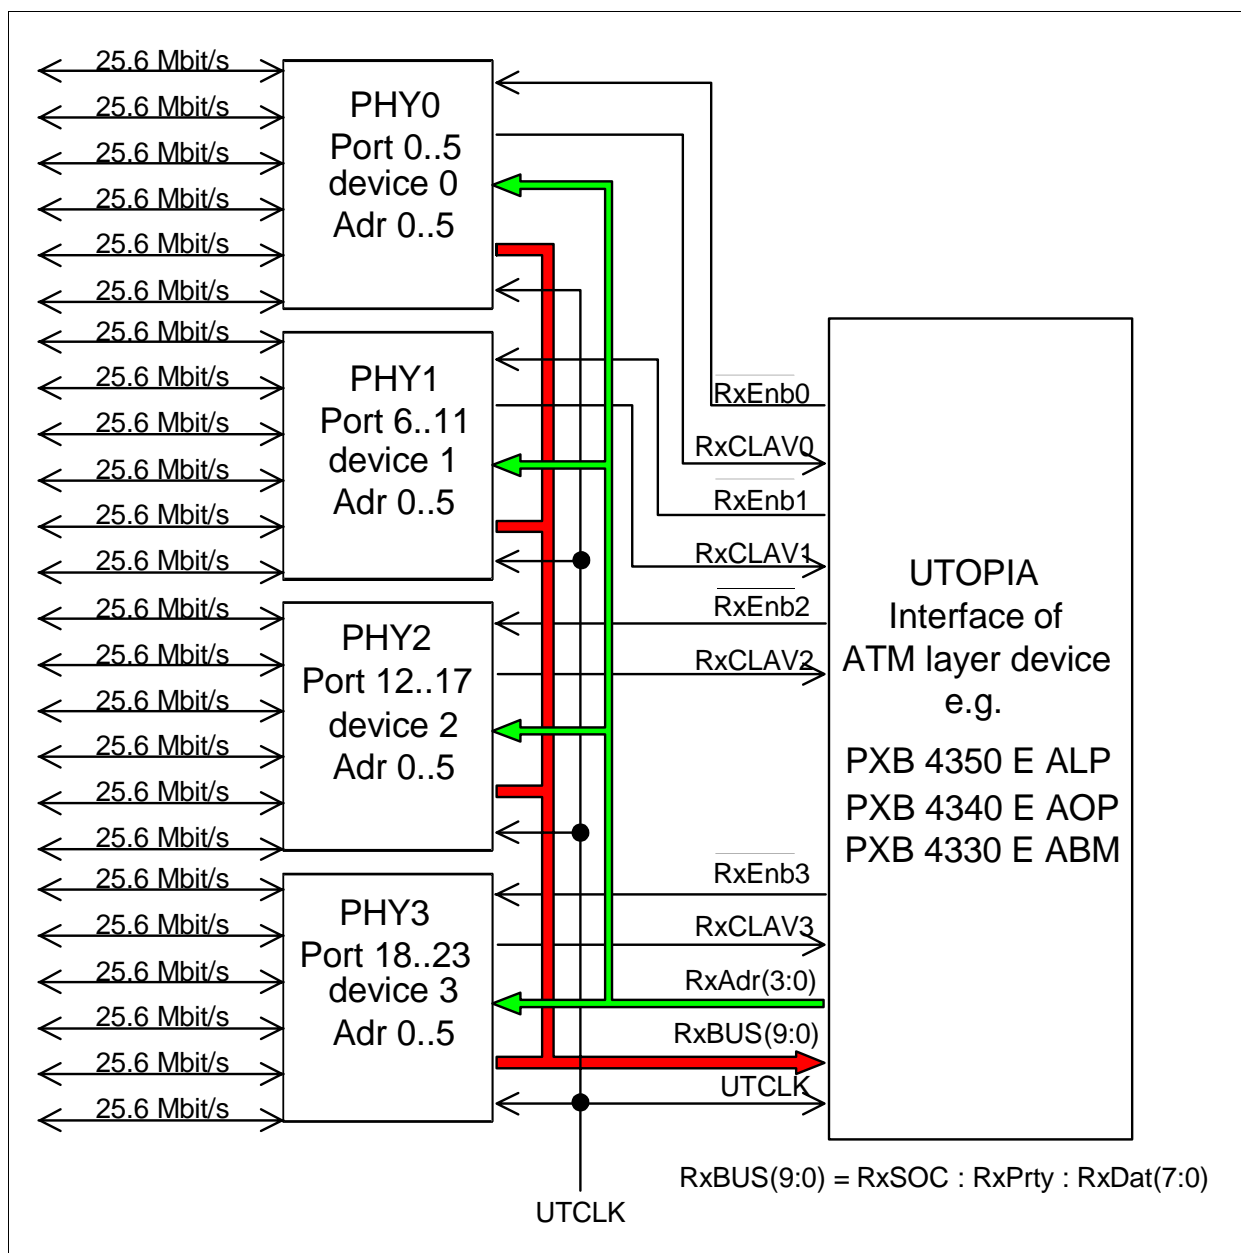 25.6 Mbit/s
25.6 Mbit/s
25.6 Mbit/s
25.6 Mbit/s
25.6 Mbit/s
25.6 Mbit/s
PHY0
Port 0..5
device 0
Adr 0..5
25.6 Mbit/s
25.6 Mbit/s
25.6 Mbit/s
25.6 Mbit/s
25.6 Mbit/s
25.6 Mbit/s
PHY1
Port 6..11
device 1
Adr 0..5
25.6 Mbit/s
25.6 Mbit/s
25.6 Mbit/s
25.6 Mbit/s
25.6 Mbit/s
25.6 Mbit/s
PHY2
Port 12..17
device 2
Adr 0..5
25.6 Mbit/s
25.6 Mbit/s
25.6 Mbit/s
25.6 Mbit/s
25.6 Mbit/s
25.6 Mbit/s
PHY3
Port 18..23
device 3
Adr 0..5
RxEnb0
RxCLAV0
RxEnb1
RxCLAV1
RxEnb2
RxCLAV2
RxEnb3
RxCLAV3
RxAdr(3:0)
RxBUS(9:0)
UTCLK
UTOPIA
Interface of
ATM layer device
e.g.
PXB 4350 E ALP
PXB 4340 E AOP
PXB 4330 E ABM
RxBUS(9:0) = RxSOC : RxPrty : RxDat(7:0)
UTCLK